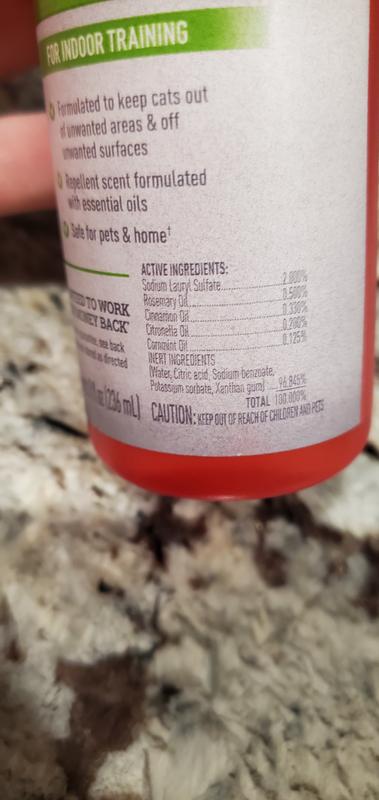 FOR INDOOR TRAINING
Formulated to keep cats out
of unwanted areas & off
unwanted surfaces
Repellent scent formulated
with essential oils
Safe for pets & home†
TO WORK
MONEY BACK*
see back
as directed
(236 mL)
ACTIVE INGREDIENTS:
Sodium Lauryl Sulfate 2.000%
Rosemary Oil 0.500%
Cinnamon Oil 0.330%
Citronella Oil 0.200%
Cornmint Oil 0.125%
INERT INGREDIENTS
(Water, Citric acid, Sodium benzoate,
Potassium sorbate, Xanthan gum) 96.845%
TOTAL 100.000%
CAUTION: KEEP OUT OF REACH OF CHILDREN AND PETS